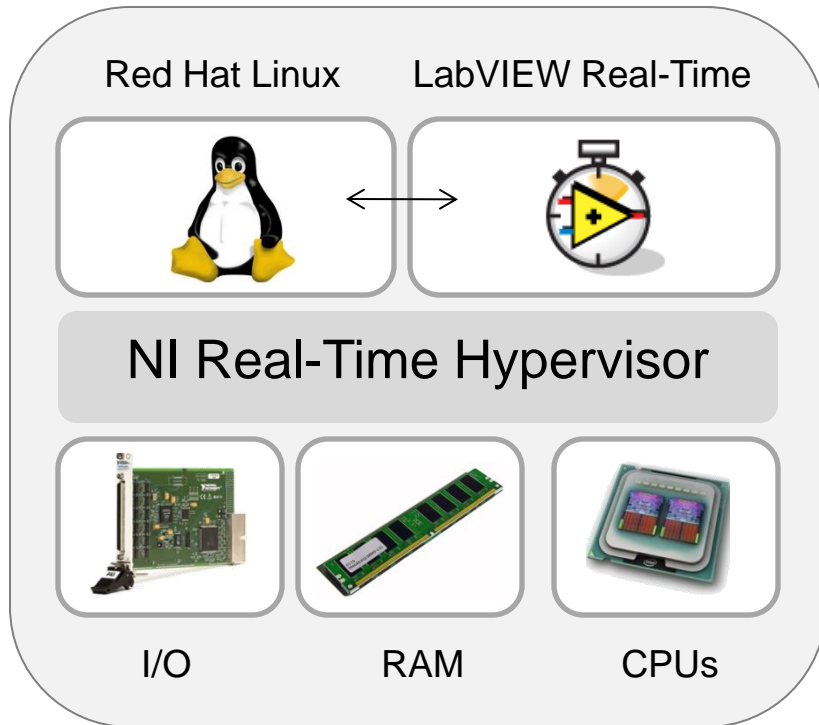 Red Hat Linux LabVIEW Real-Time
NI Real-Time Hypervisor
I/O RAM CPUs